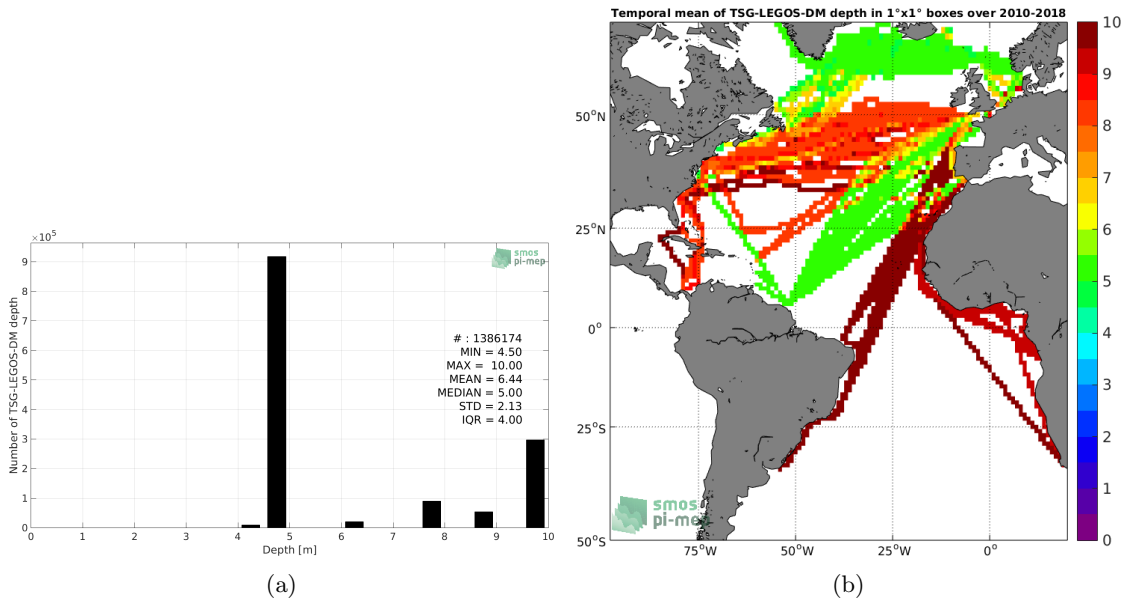 ×10⁵
9
8
7
6
5
4
3
2
1
0
Number of TSG-LEGOS-DM depth
smos
pi-mep
# : 1386174
MIN = 4.50
MAX = 10.00
MEAN = 6.44
MEDIAN = 5.00
STD = 2.13
IQR = 4.00
0 1 2 3 4 5 6 7 8 9 10
Depth [m]
(a)
Temporal mean of TSG-LEGOS-DM depth in 1°x1° boxes over 2010-2018
50°N
25°N
0°
25°S
50°S
75°W 50°W 25°W 0°
smos
pi-mep
10
9
8
7
6
5
4
3
2
1
0
(b)